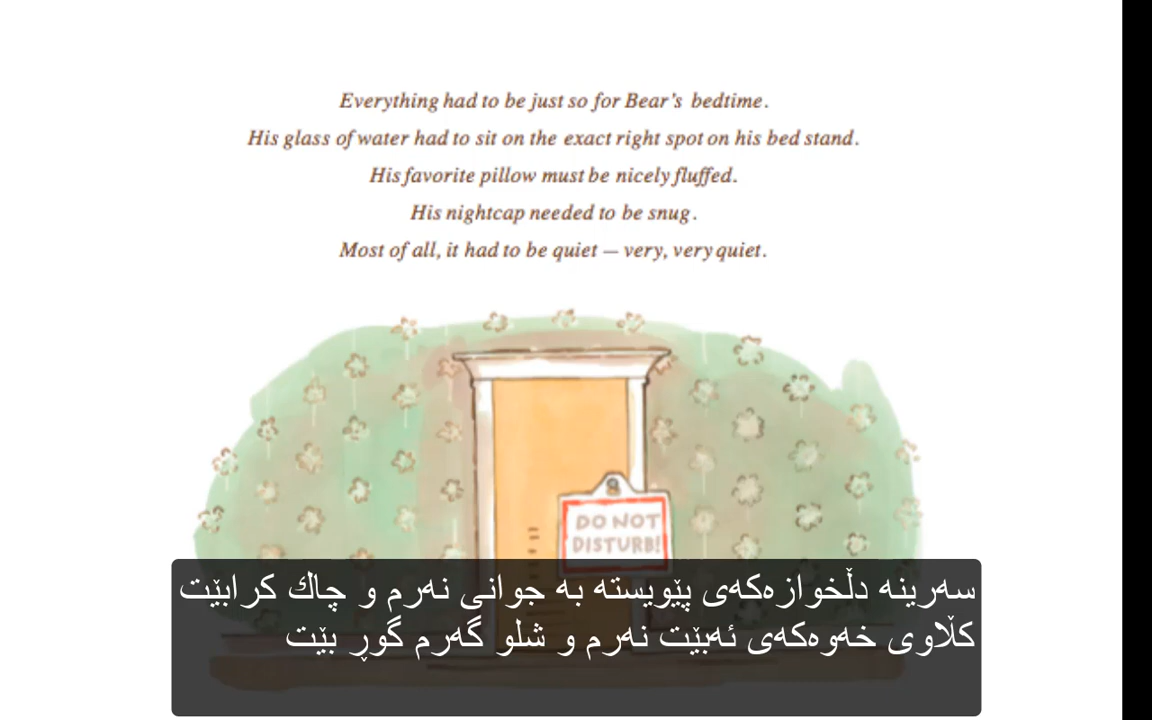 Everything had to be just so for Bear's bedtime.
His glass of water had to sit on the exact right spot on his bed stand.
His favorite pillow must be nicely fluffed.
His nightcap needed to be snug.
Most of all, it had to be quiet — very, very quiet.
DO NOT
DISTURB!
سەرینە دڵخوازەکەی پێویستە بە جوانی نەرم و چاك کرابێت
کڵاوی خەوەکەی ئەبێت نەرم و شلو گەرم گوڕ بێت